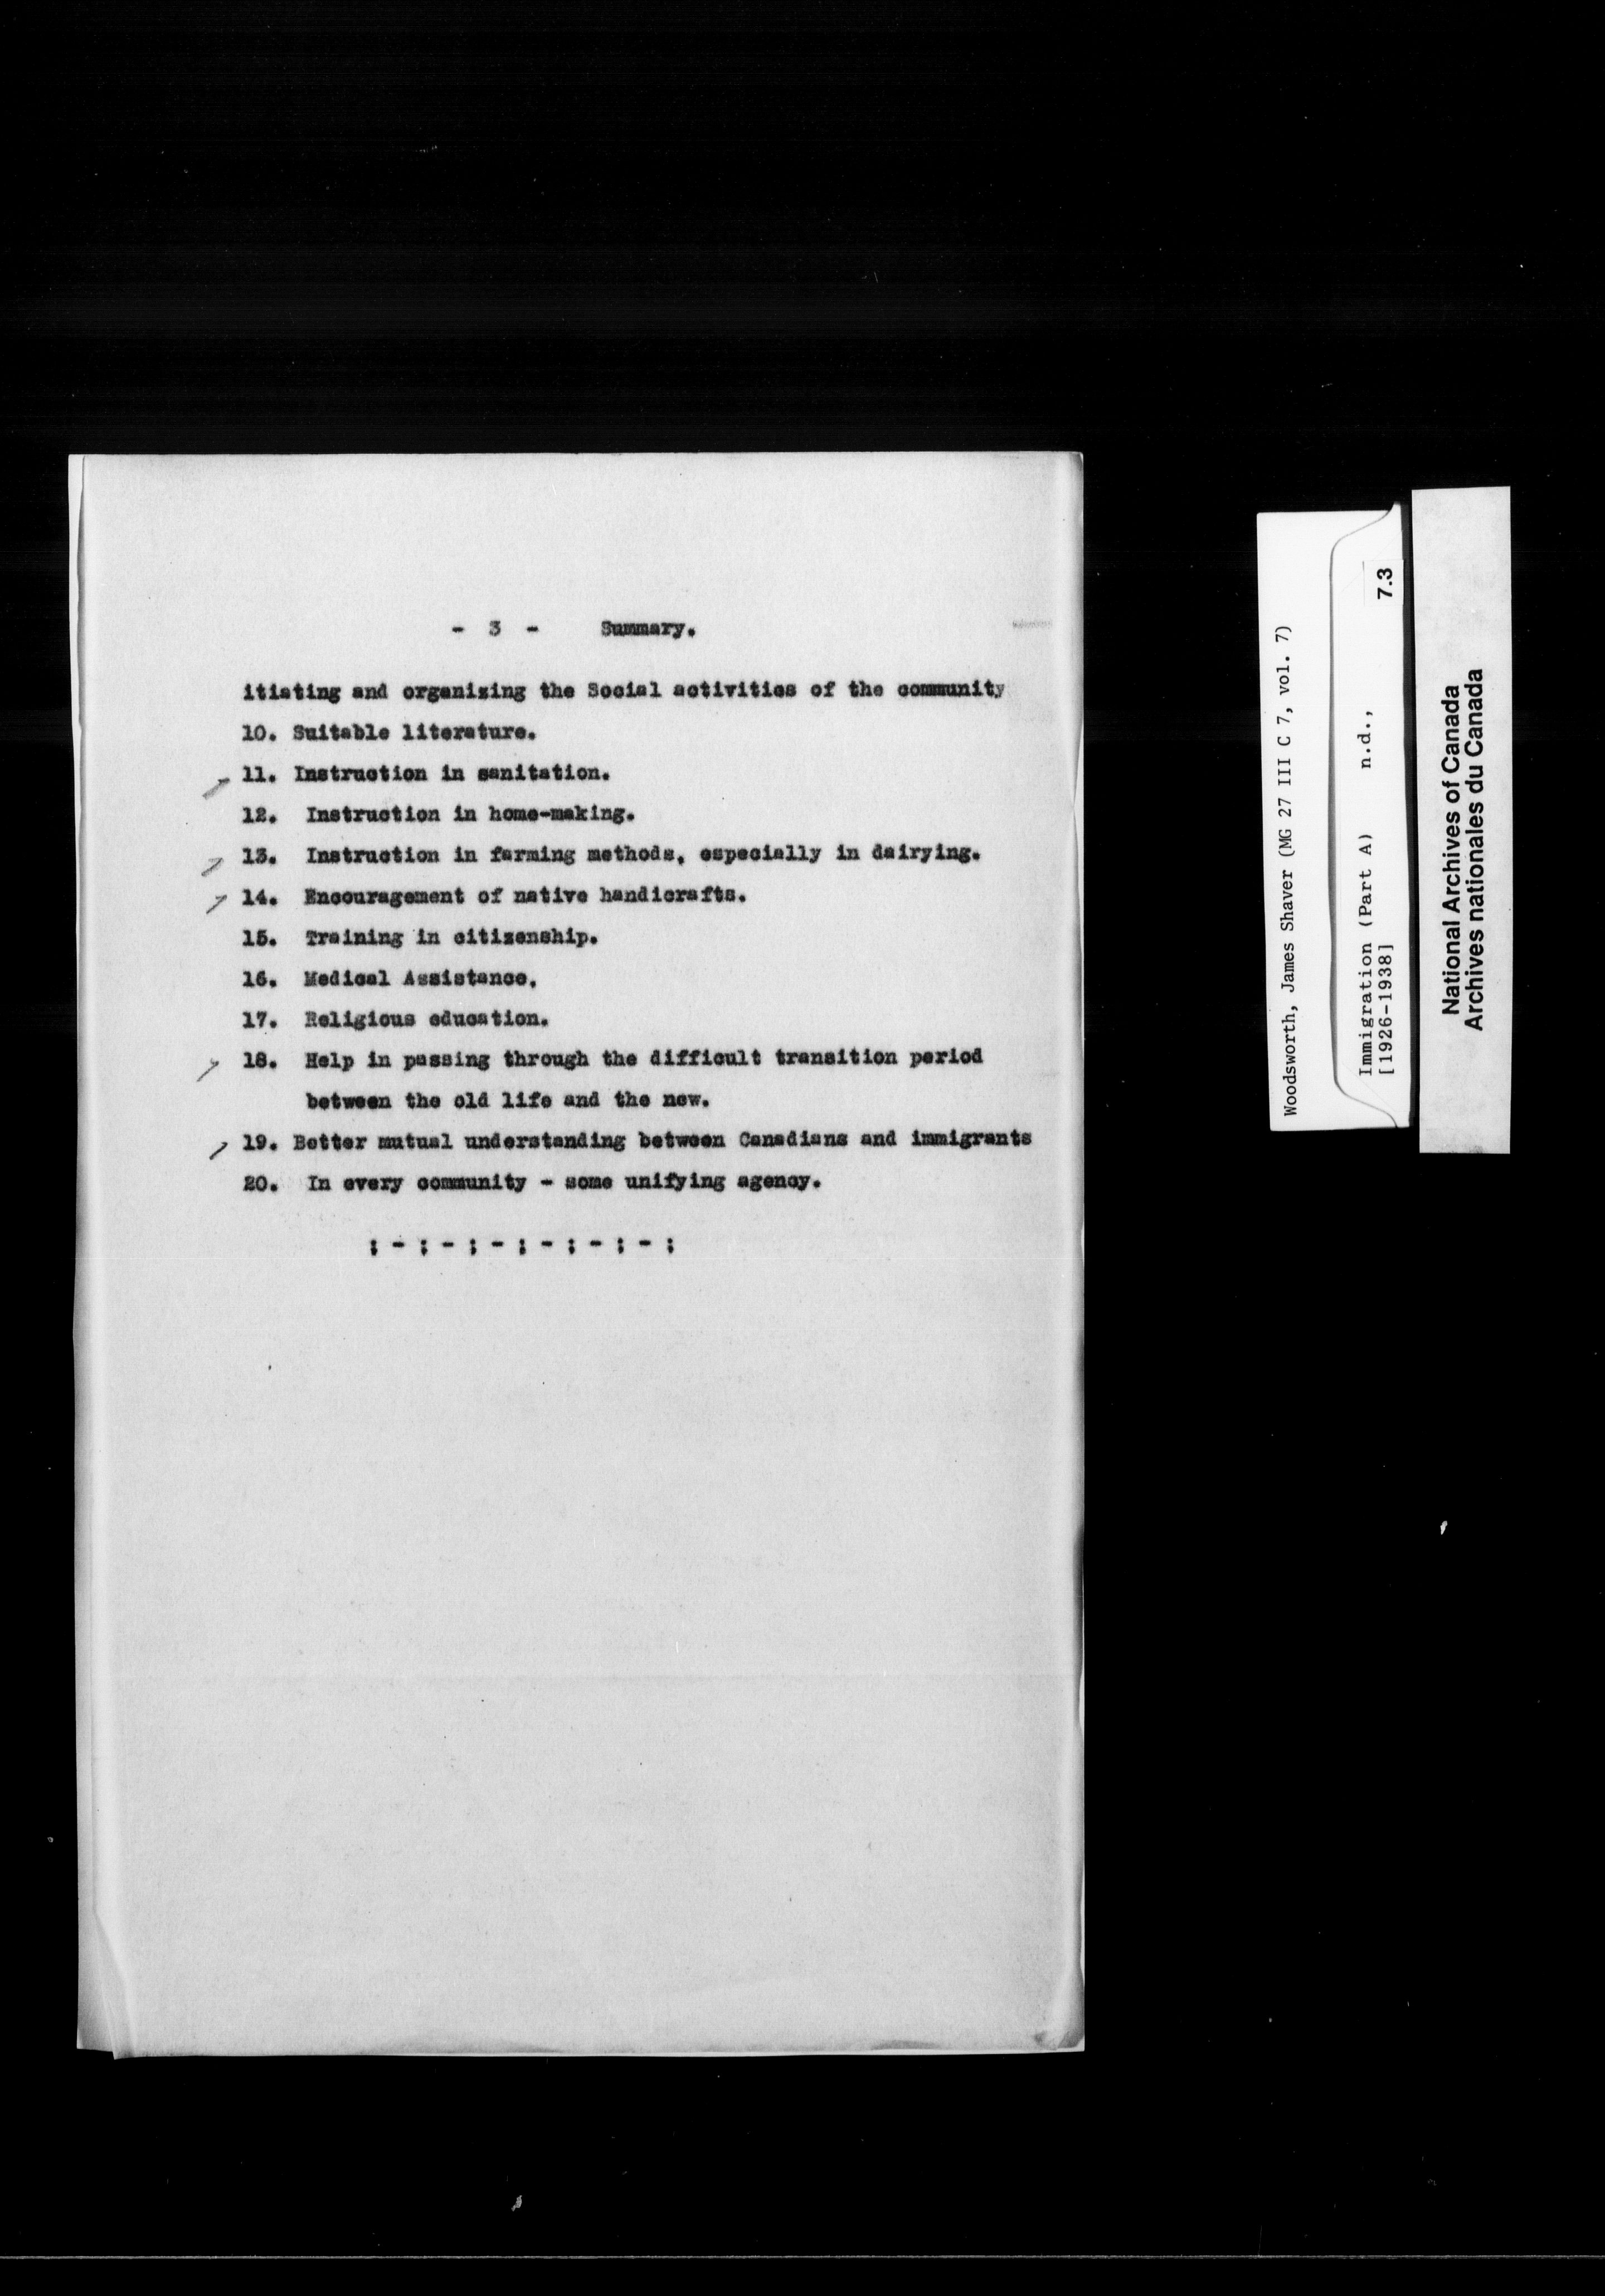 - 3 - Summary.
itiating and organizing the Social activities of the community
10. Suitable literature.
11. Instruction in sanitation.
12. Instruction in home-making.
13. Instruction in farming methods, especially in dairying.
14. Encouragement of native handicrafts.
15. Training in citizenship.
16. Medical Assistance.
17. Religious education.
18. Help in passing through the difficult transition period
between the old life and the new.
19. Better mutual understanding between Canadians and immigrants
20. In every community - some unifying agency.
: - : - : - : - : - : - :
Woodsworth, James Shaver (MG 27 III C 7, vol. 7)
Immigration (Part A) n.d.,
[1926-1938]
7.3
National Archives of Canada
Archives nationales du Canada